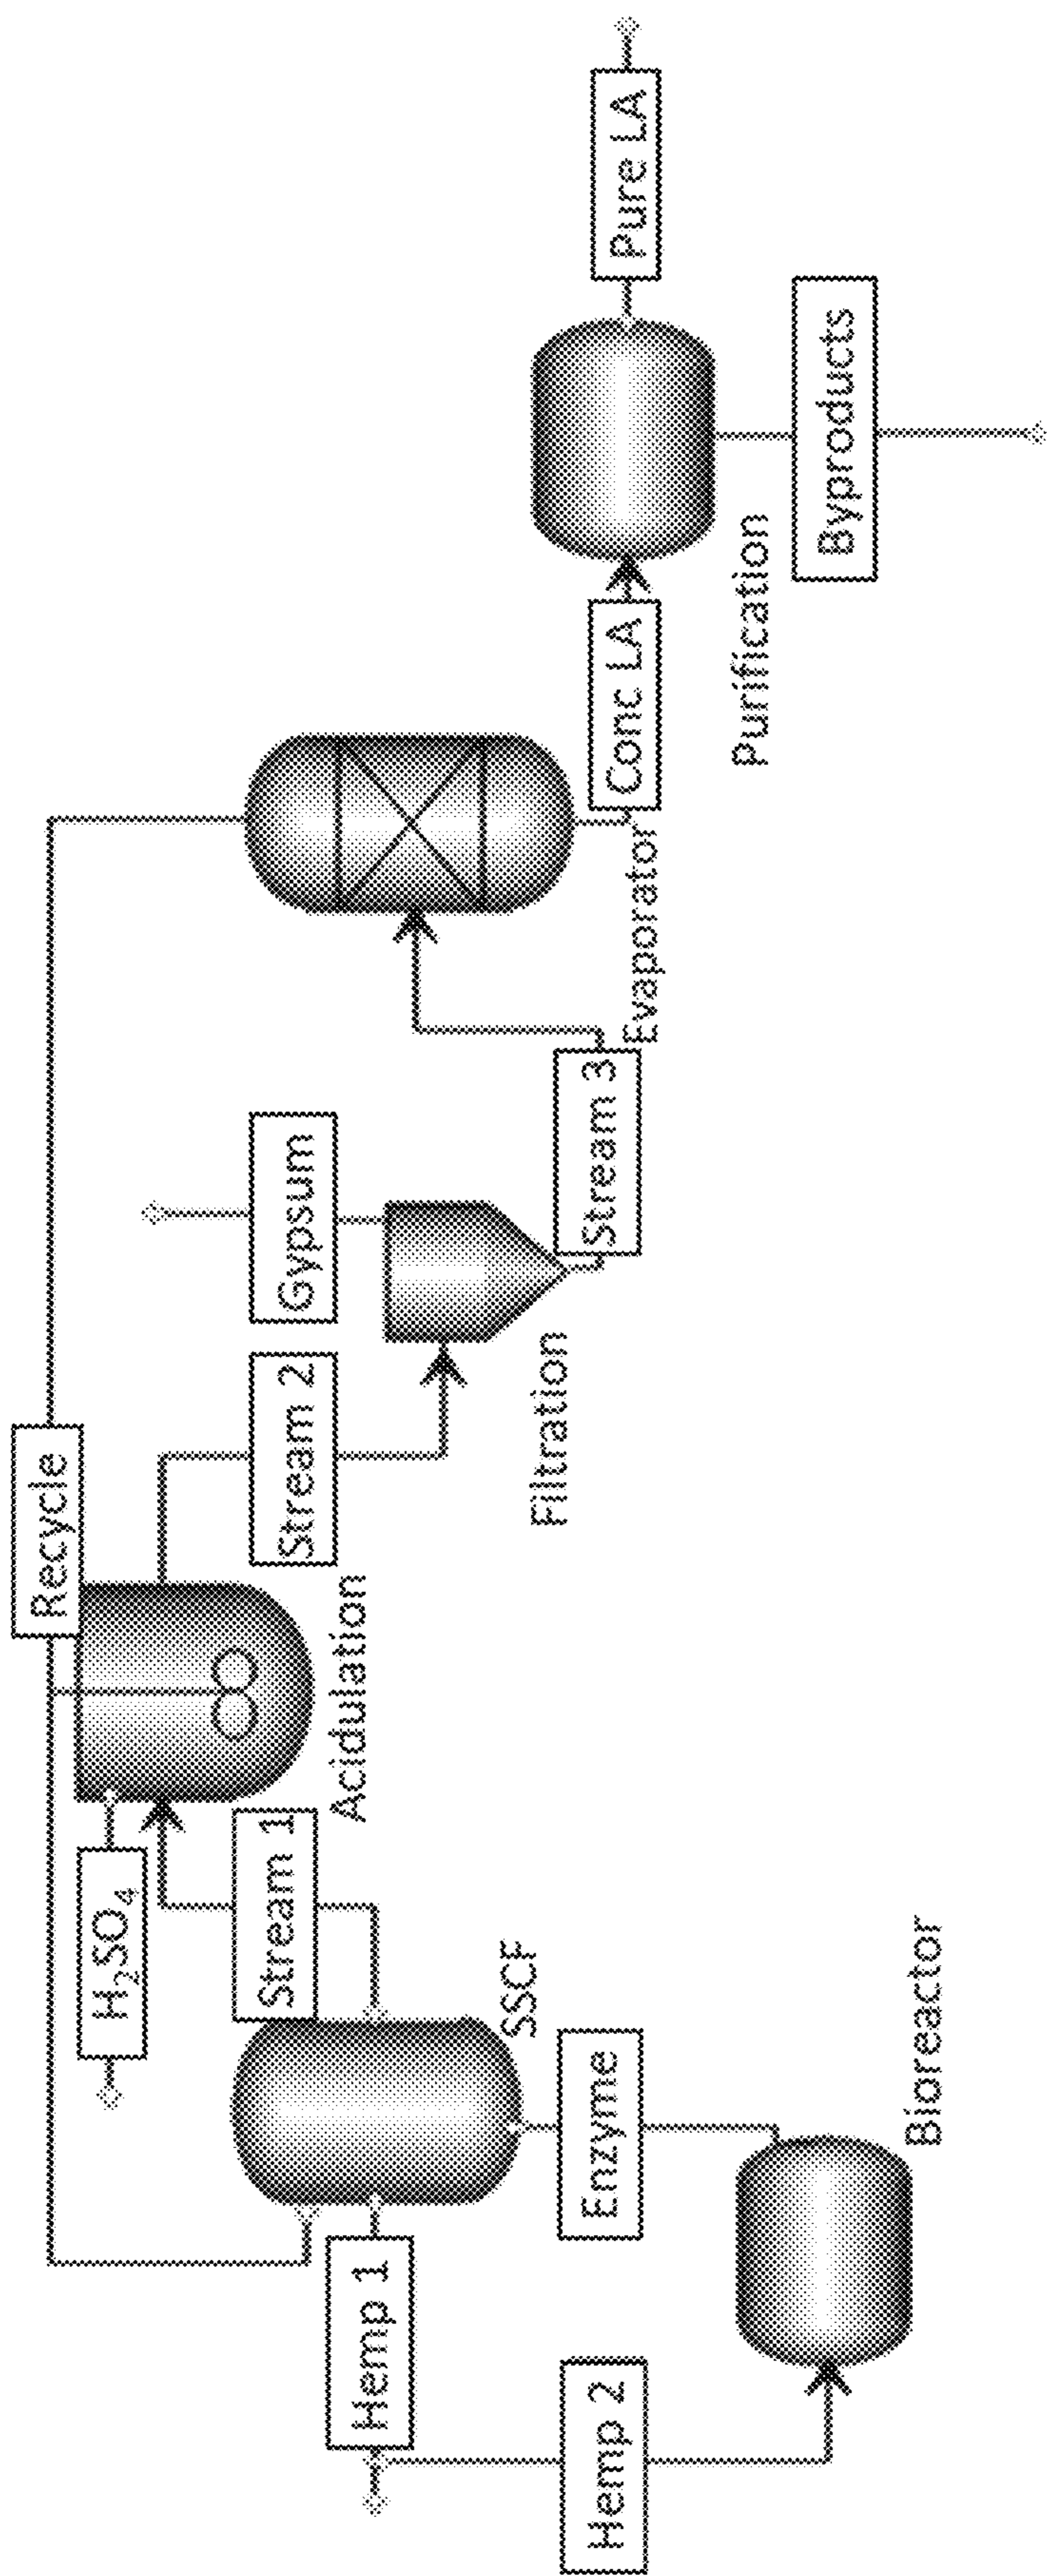 Recycle
H₂SO₄
Stream 1
Acidulation
Stream 2
Gypsum
Filtration
Stream 3
Evaporator
Conc LA
Pure LA
Purification
Byproducts
Hemp 1
SSCF
Enzyme
Hemp 2
Bioreactor